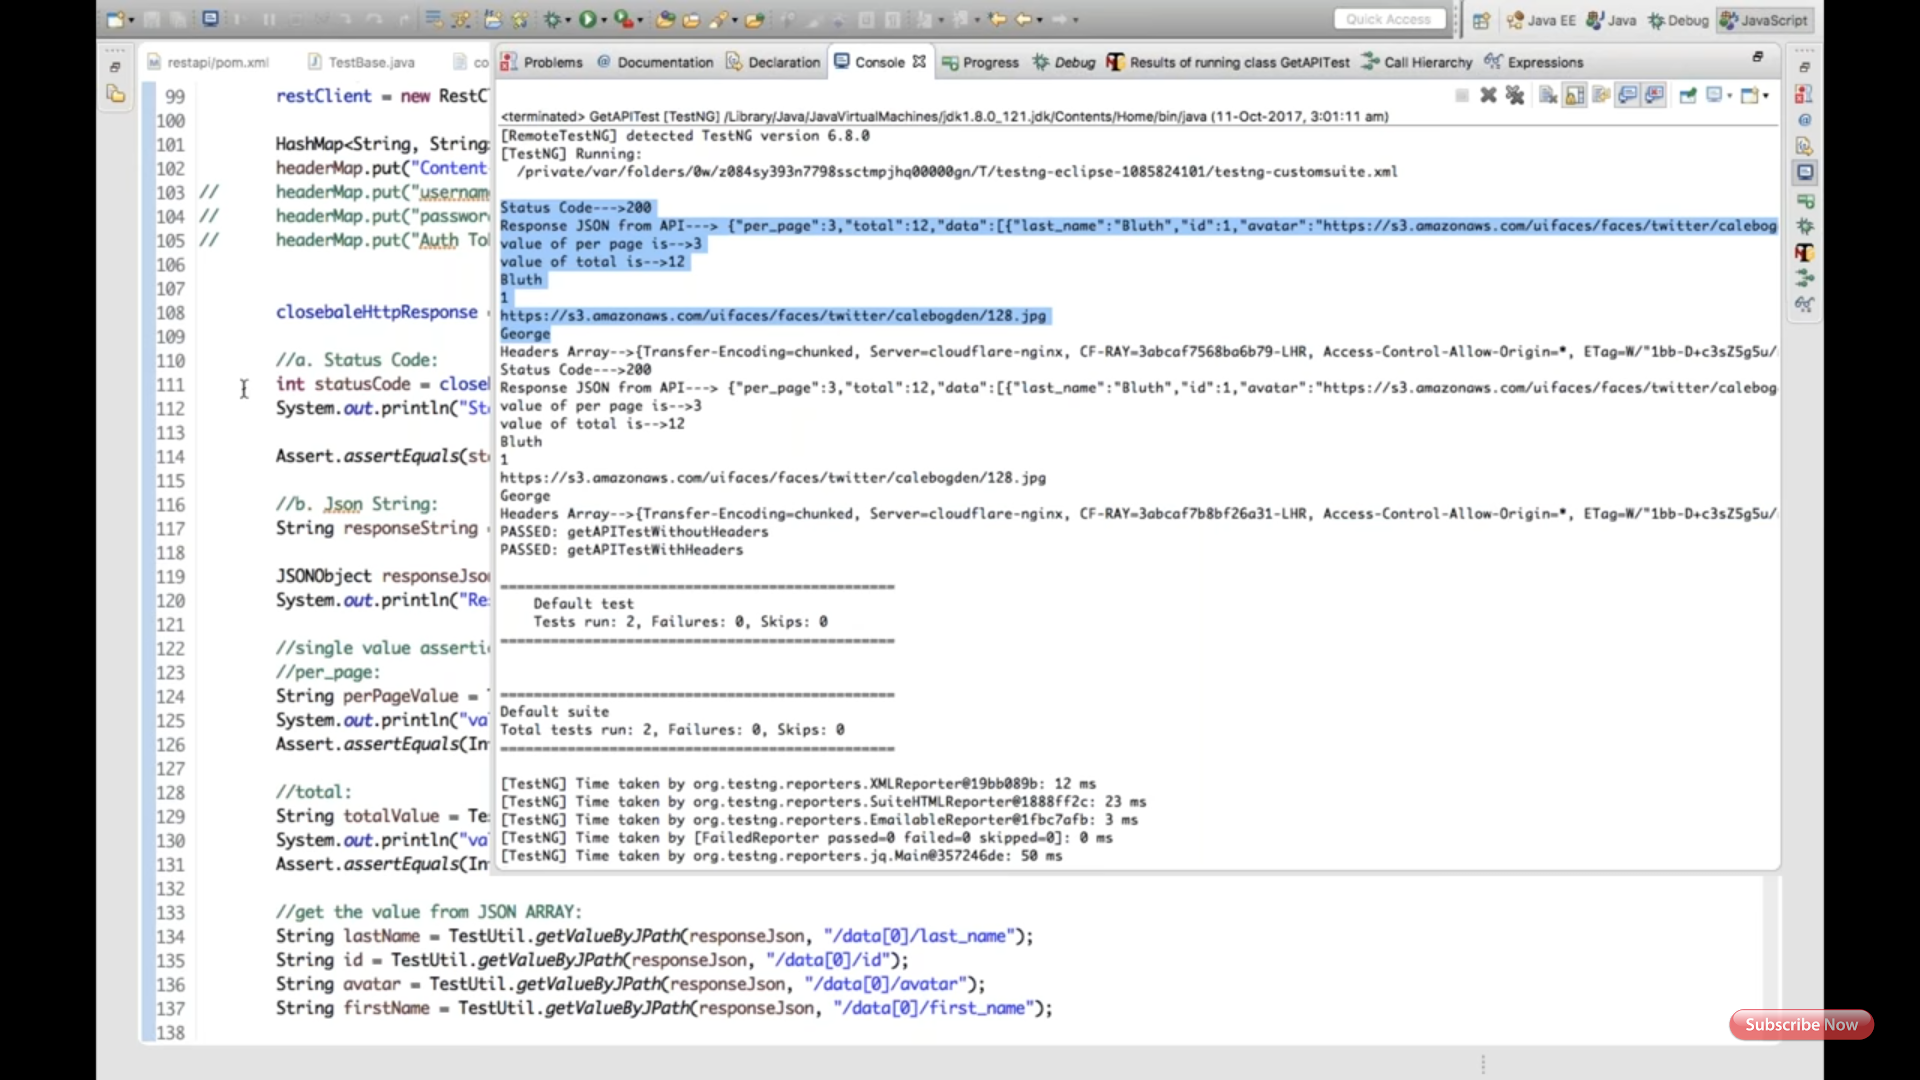 Quick Access
Java EE
Java
Debug
JavaScript
restapi/pom.xml
TestBase.java
co
Problems
Documentation
Declaration
Console
Progress
Debug
Results of running class GetAPITest
Call Hierarchy
Expressions
<terminated> GetAPITest [TestNG] /Library/Java/JavaVirtualMachines/jdk1.8.0_121.jdk/Contents/Home/bin/java (11-Oct-2017, 3:01:11 am)
[RemoteTestNG] detected TestNG version 6.8.0
[TestNG] Running:
/private/var/folders/0w/z084sy393n7798ssctmpjhq00000gn/T/testng-eclipse-1085824101/testng-customsuite.xml
Status Code--->200
Response JSON from API---> {"per_page":3,"total":12,"data":[{"last_name":"Bluth","id":1,"avatar":"https://s3.amazonaws.com/uifaces/faces/twitter/calebog
value of per page is-->3
value of total is-->12
Bluth
1
https://s3.amazonaws.com/uifaces/faces/twitter/calebogden/128.jpg
George
Headers Array-->{Transfer-Encoding=chunked, Server=cloudflare-nginx, CF-RAY=3abcaf7568ba6b79-LHR, Access-Control-Allow-Origin=*, ETag=W/"1bb-D+c3sZ5g5u/
Status Code--->200
Response JSON from API---> {"per_page":3,"total":12,"data":[{"last_name":"Bluth","id":1,"avatar":"https://s3.amazonaws.com/uifaces/faces/twitter/calebog
value of per page is-->3
value of total is-->12
Bluth
1
https://s3.amazonaws.com/uifaces/faces/twitter/calebogden/128.jpg
George
Headers Array-->{Transfer-Encoding=chunked, Server=cloudflare-nginx, CF-RAY=3abcaf7b8bf26a31-LHR, Access-Control-Allow-Origin=*, ETag=W/"1bb-D+c3sZ5g5u/
PASSED: getAPITestWithoutHeaders
PASSED: getAPITestWithHeaders
===============================================
Default test
Tests run: 2, Failures: 0, Skips: 0
===============================================
===============================================
Default suite
Total tests run: 2, Failures: 0, Skips: 0
===============================================
[TestNG] Time taken by org.testng.reporters.XMLReporter@19bb089b: 12 ms
[TestNG] Time taken by org.testng.reporters.SuiteHTMLReporter@1888ff2c: 23 ms
[TestNG] Time taken by org.testng.reporters.EmailableReporter@1fbc7afb: 3 ms
[TestNG] Time taken by [FailedReporter passed=0 failed=0 skipped=0]: 0 ms
[TestNG] Time taken by org.testng.reporters.jq.Main@357246de: 50 ms
99 restClient = new RestC
100
101 HashMap<String, String
102 headerMap.put("Content-
103 // headerMap.put("username
104 // headerMap.put("password
105 // headerMap.put("Auth Tok
106
107
108 closebaleHttpResponse =
109
110 //a. Status Code:
111 int statusCode = closeb
112 System.out.println("Sta
113
114 Assert.assertEquals(sta
115
116 //b. Json String:
117 String responseString =
118
119 JSONObject responseJson
120 System.out.println("Res
121
122 //single value assertio
123 //per_page:
124 String perPageValue = T
125 System.out.println("val
126 Assert.assertEquals(Int
127
128 //total:
129 String totalValue = Tes
130 System.out.println("val
131 Assert.assertEquals(Int
132
133 //get the value from JSON ARRAY:
134 String lastName = TestUtil.getValueByJPath(responseJson, "/data[0]/last_name");
135 String id = TestUtil.getValueByJPath(responseJson, "/data[0]/id");
136 String avatar = TestUtil.getValueByJPath(responseJson, "/data[0]/avatar");
137 String firstName = TestUtil.getValueByJPath(responseJson, "/data[0]/first_name");
138
Subscribe Now